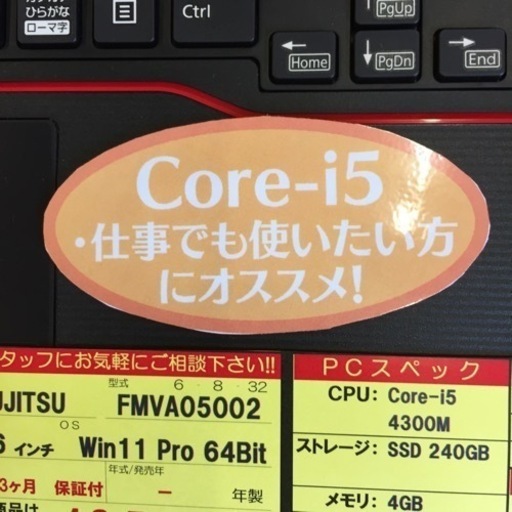 ひらがな
ローマ字
Ctrl
PgUp
Home
PgDn
End
Core-i5
・仕事でも使いたい方
にオススメ!
タッフにお気軽にご相談下さい!!
型式
6-8-32
UJITSU
FMVA05002
OS
6 インチ
Win11 Pro 64Bit
年式/発売年
3ヶ月 保証付
ー
年製
商品は
PCスペック
CPU: Core-i5
4300M
ストレージ: SSD 240GB
メモリ: 4GB